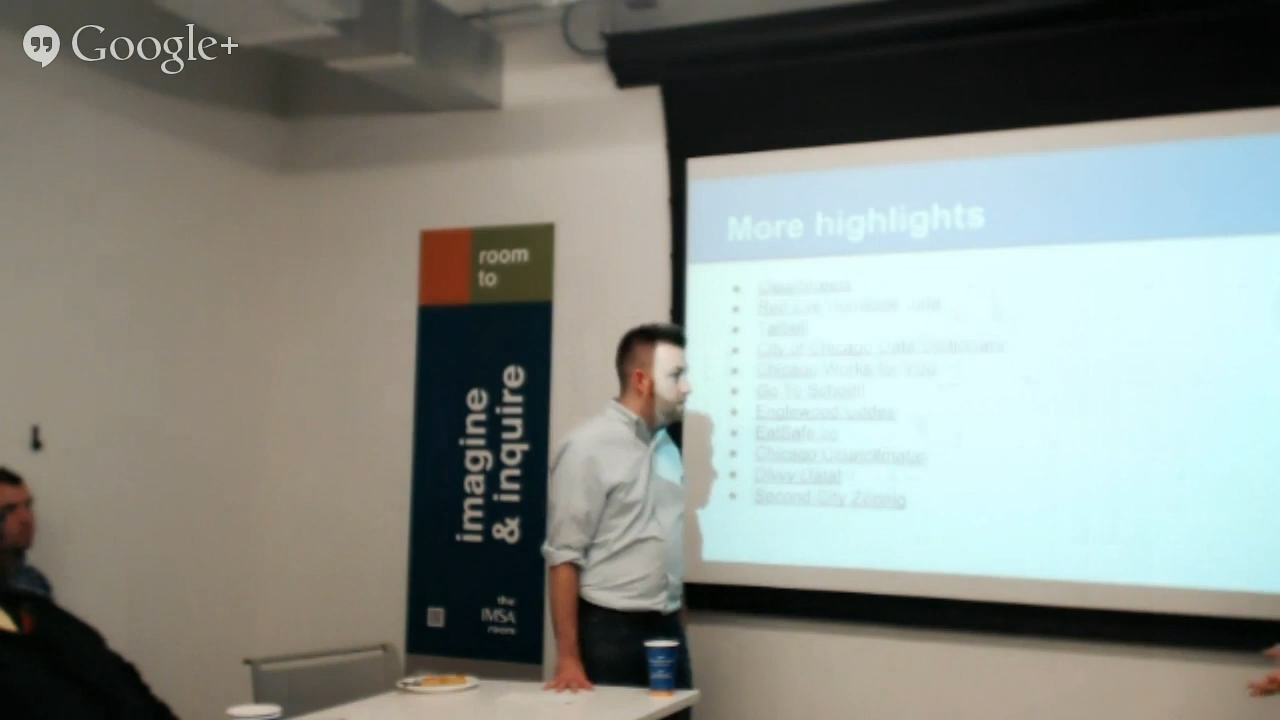 Google+
room
to
imagine
& inquire
the
IMSA
room
More highlights
City of Chicago Data Dictionary
Chicago Works for You
Go To School!
Englewood
EatSafe.co
Chicago Councilmatic
Divvy Data!
Second City Zoning